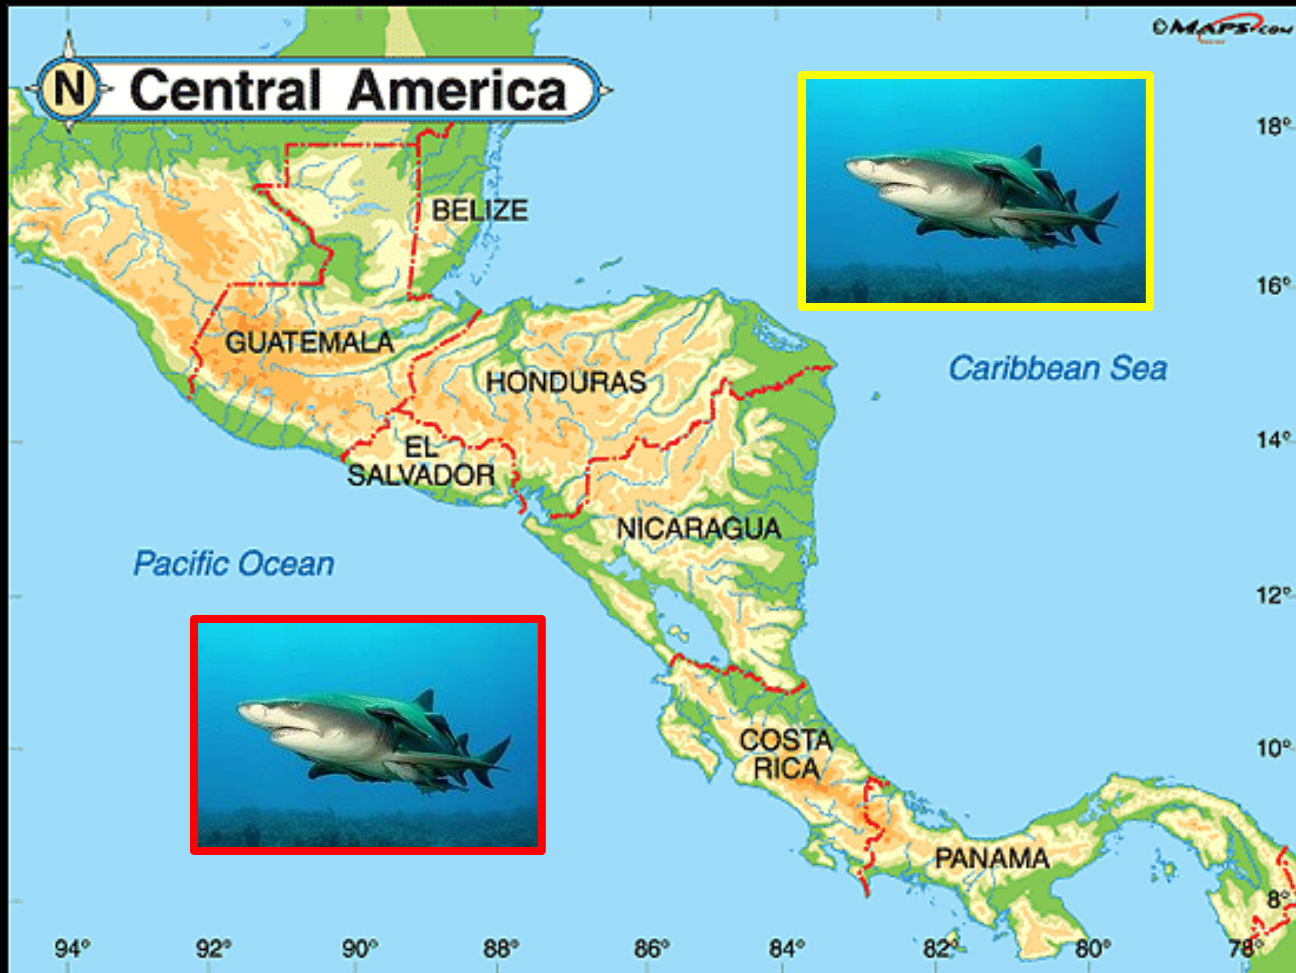 ©MAPS.com
N Central America
18°
BELIZE
16°
GUATEMALA
Caribbean Sea
HONDURAS
14°
EL
SALVADOR
NICARAGUA
Pacific Ocean
12°
COSTA
RICA
10°
PANAMA
8°
94° 92° 90° 88° 86° 84° 82° 80° 78°